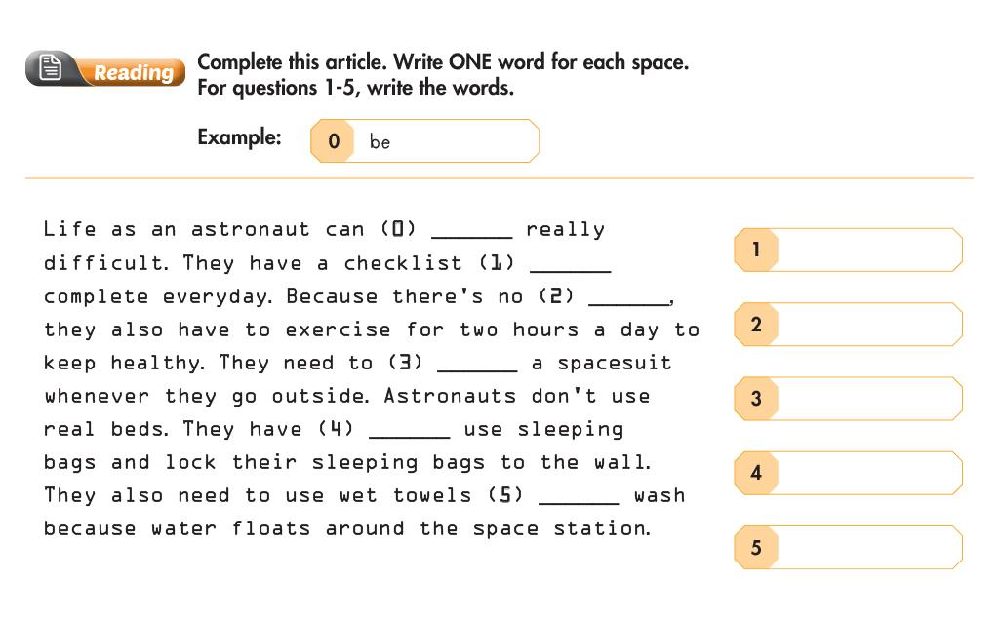 Reading
Complete this article. Write ONE word for each space.
For questions 1-5, write the words.
Example:
0 be
Life as an astronaut can (0) ______ really
difficult. They have a checklist (1) ______
complete everyday. Because there's no (2) ______,
they also have to exercise for two hours a day to
keep healthy. They need to (3) ______ a spacesuit
whenever they go outside. Astronauts don't use
real beds. They have (4) ______ use sleeping
bags and lock their sleeping bags to the wall.
They also need to use wet towels (5) ______ wash
because water floats around the space station.
1
2
3
4
5